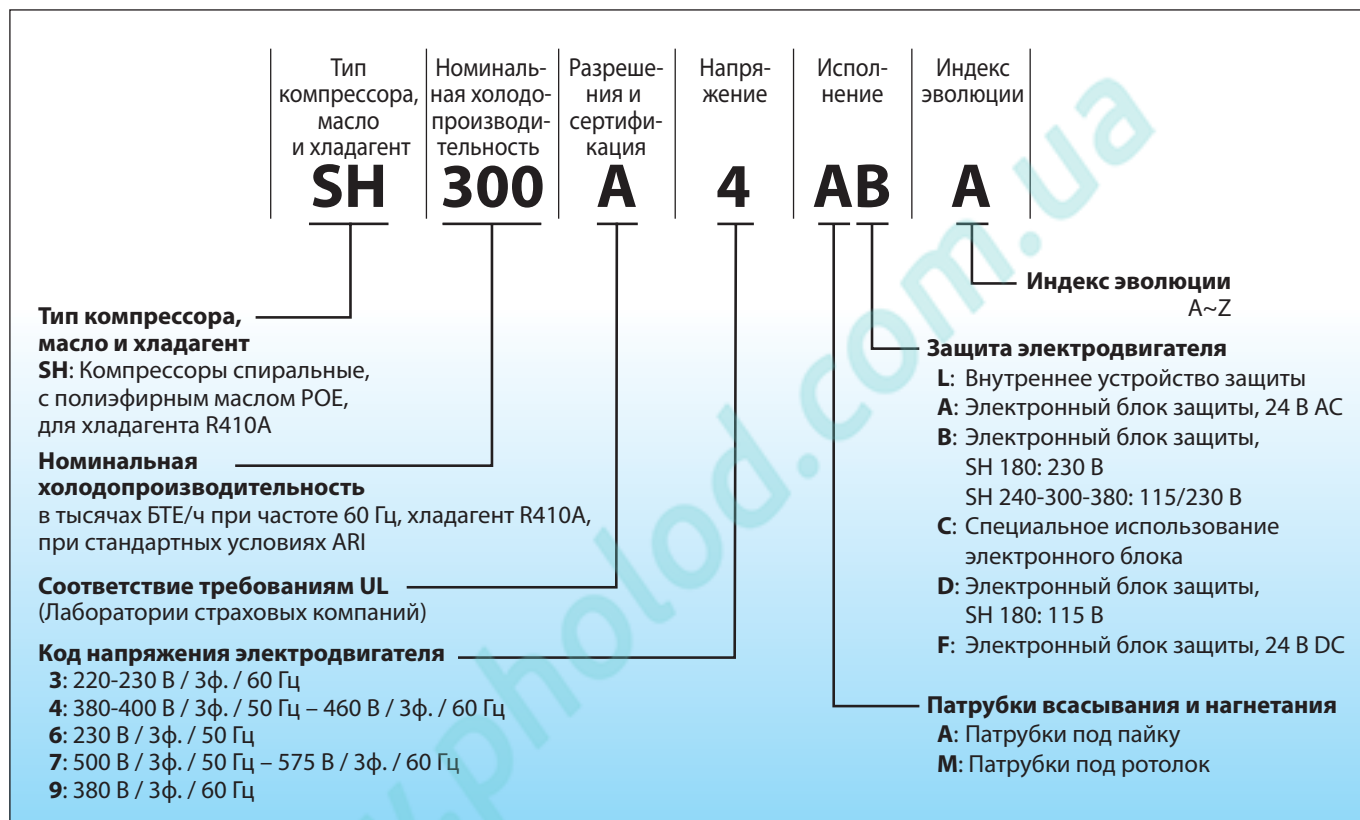 Тип
компрессора,
масло
и хладагент
Номиналь-
ная холодо-
производи-
тельность
Разреше-
ния и
сертифи-
кация
Напря-
жение
Испол-
нение
Индекс
эволюции
SH 300 A 4 AB A
Тип компрессора,
масло и хладагент
SH: Компрессоры спиральные,
с полиэфирным маслом POE,
для хладагента R410A
Номинальная
холодопроизводительность
в тысячах БТЕ/ч при частоте 60 Гц, хладагент R410A,
при стандартных условиях ARI
Соответствие требованиям UL
(Лаборатории страховых компаний)
Код напряжения электродвигателя
3: 220-230 В / 3ф. / 60 Гц
4: 380-400 В / 3ф. / 50 Гц – 460 В / 3ф. / 60 Гц
6: 230 В / 3ф. / 50 Гц
7: 500 В / 3ф. / 50 Гц – 575 В / 3ф. / 60 Гц
9: 380 В / 3ф. / 60 Гц
Индекс эволюции
A~Z
Защита электродвигателя
L: Внутреннее устройство защиты
A: Электронный блок защиты, 24 В AC
B: Электронный блок защиты,
SH 180: 230 В
SH 240-300-380: 115/230 В
C: Специальное использование
электронного блока
D: Электронный блок защиты,
SH 180: 115 В
F: Электронный блок защиты, 24 В DC
Патрубки всасывания и нагнетания
A: Патрубки под пайку
M: Патрубки под ротолок
.pholod.com.ua